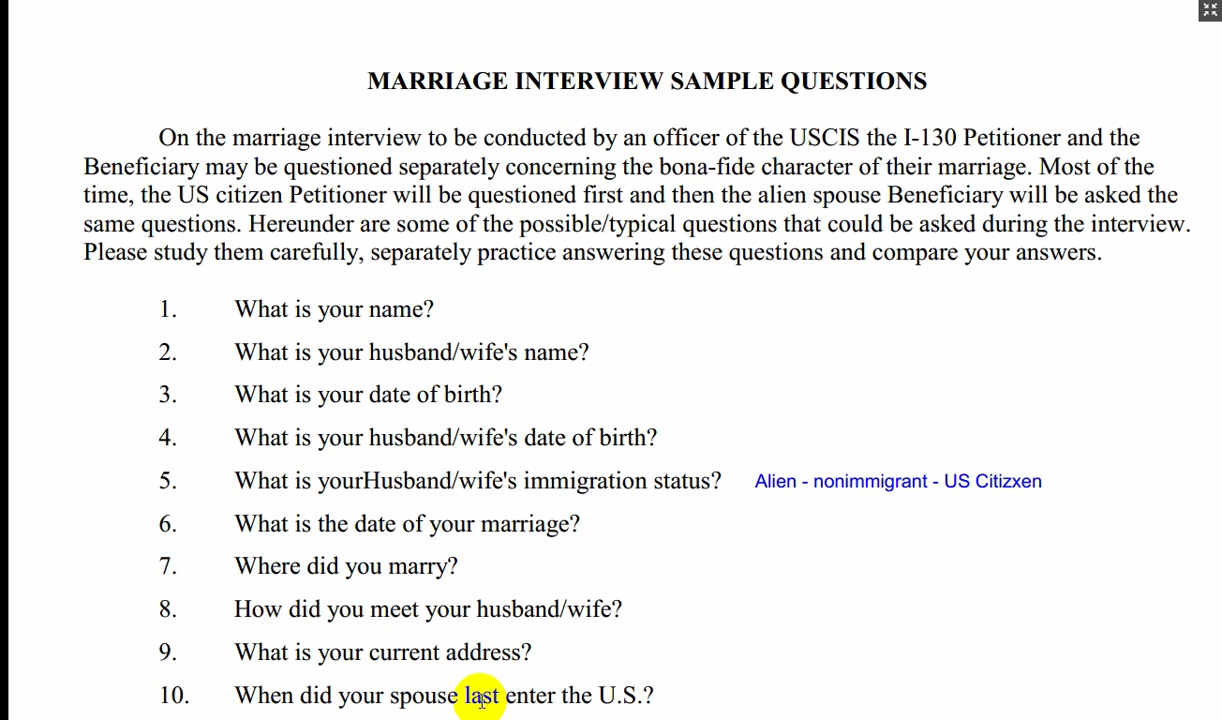 MARRIAGE INTERVIEW SAMPLE QUESTIONS
On the marriage interview to be conducted by an officer of the USCIS the I-130 Petitioner and the
Beneficiary may be questioned separately concerning the bona-fide character of their marriage. Most of the
time, the US citizen Petitioner will be questioned first and then the alien spouse Beneficiary will be asked the
same questions. Hereunder are some of the possible/typical questions that could be asked during the interview.
Please study them carefully, separately practice answering these questions and compare your answers.
1. What is your name?
2. What is your husband/wife's name?
3. What is your date of birth?
4. What is your husband/wife's date of birth?
5. What is yourHusband/wife's immigration status? Alien - nonimmigrant - US Citizxen
6. What is the date of your marriage?
7. Where did you marry?
8. How did you meet your husband/wife?
9. What is your current address?
10. When did your spouse last enter the U.S.?